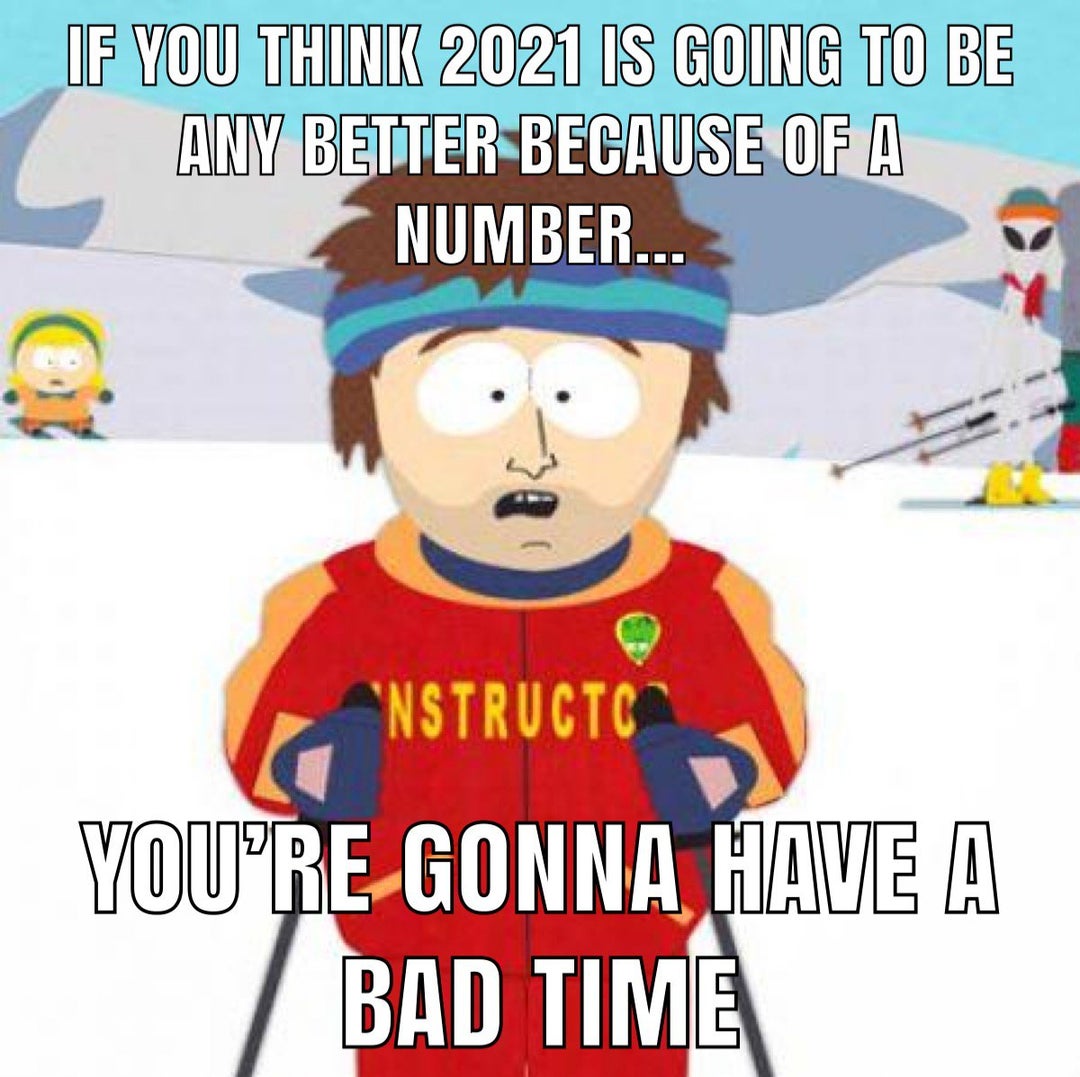 IF YOU THINK 2021 IS GOING TO BE
ANY BETTER BECAUSE OF A
NUMBER...
NSTRUCTO
YOU'RE GONNA HAVE A
BAD TIME